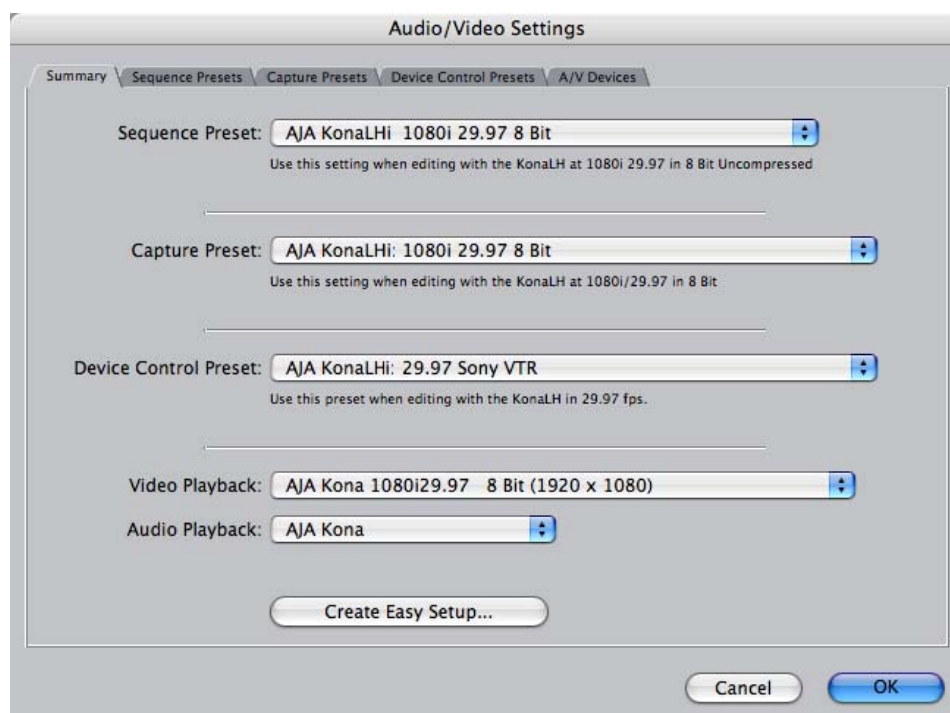 Audio/Video Settings
Summary
Sequence Presets
Capture Presets
Device Control Presets
A/V Devices
Sequence Preset: AJA KonaLHi 1080i 29.97 8 Bit
Use this setting when editing with the KonaLH at 1080i 29.97 in 8 Bit Uncompressed
Capture Preset: AJA KonaLHi: 1080i 29.97 8 Bit
Use this setting when editing with the KonaLH at 1080i/29.97 in 8 Bit
Device Control Preset: AJA KonaLHi: 29.97 Sony VTR
Use this preset when editing with the KonaLH in 29.97 fps.
Video Playback: AJA Kona 1080i29.97 8 Bit (1920 x 1080)
Audio Playback: AJA Kona
Create Easy Setup...
Cancel
OK